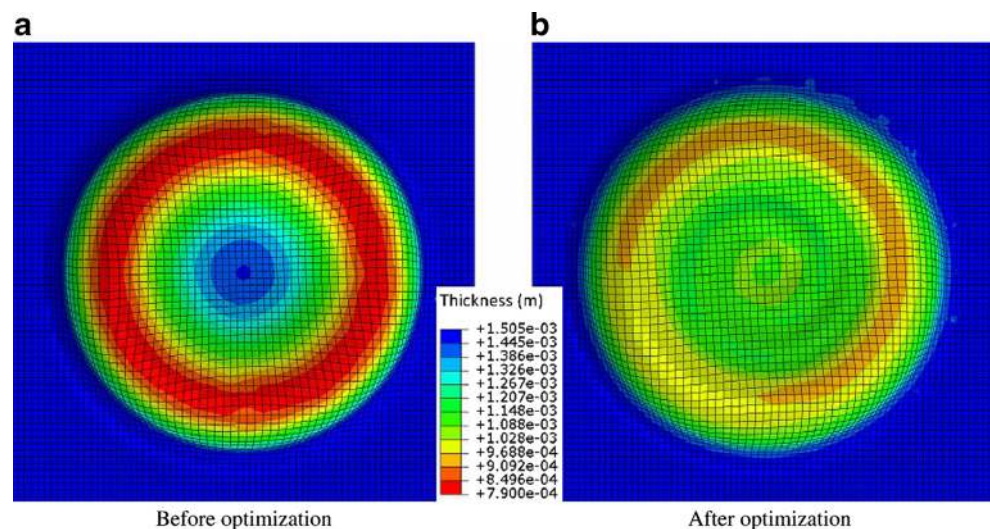 a
b
Thickness (m)
+1.505e-03
+1.445e-03
+1.386e-03
+1.326e-03
+1.267e-03
+1.207e-03
+1.148e-03
+1.088e-03
+1.028e-03
+9.688e-04
+9.092e-04
+8.496e-04
+7.900e-04
Before optimization
After optimization